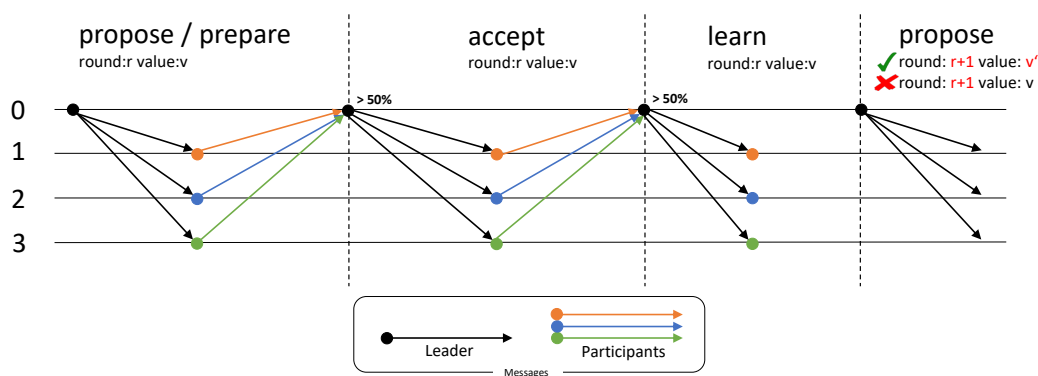 propose / prepare
round:r value:v
accept
round:r value:v
learn
round:r value:v
propose
round: r+1 value: v‘
round: r+1 value: v
> 50%
> 50%
0
1
2
3
Leader
Participants
Messages